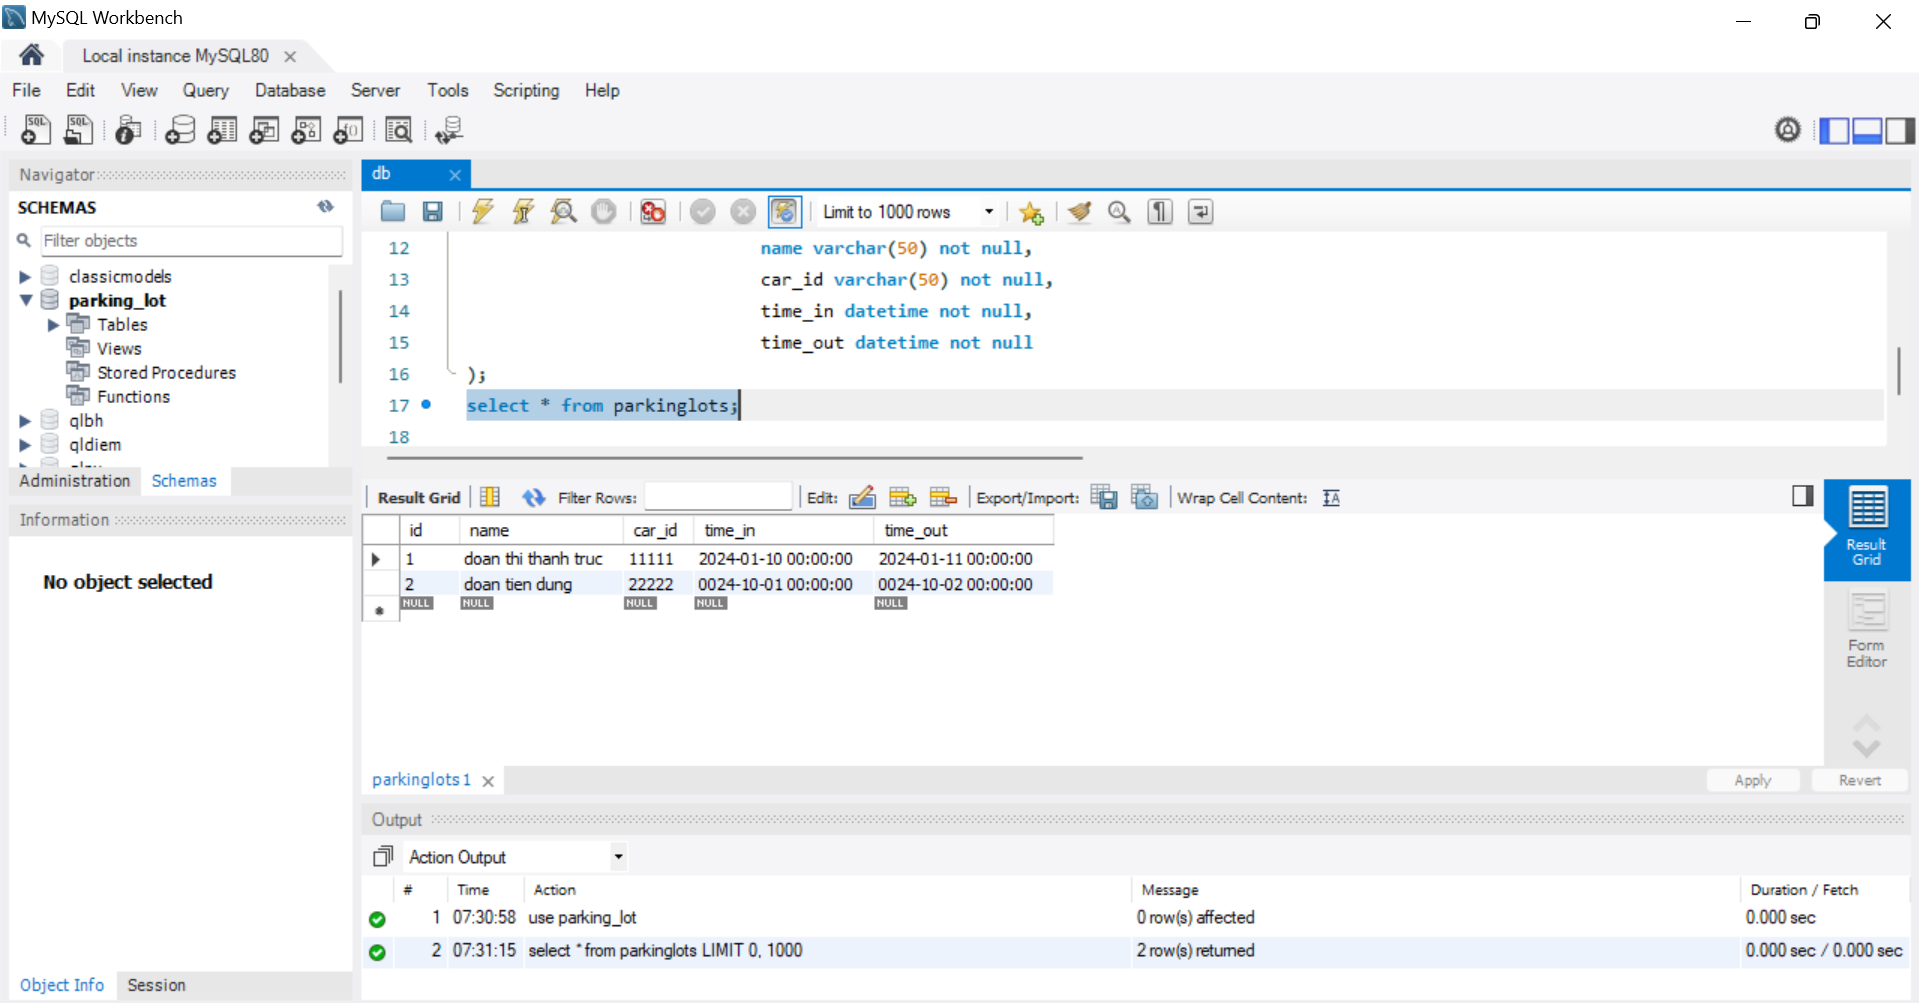 MySQL Workbench
Local instance MySQL80
File Edit View Query Database Server Tools Scripting Help
Navigator
SCHEMAS
Filter objects
classicmodels
parking_lot
Tables
Views
Stored Procedures
Functions
qlbh
qldiem
Administration Schemas
Information
No object selected
Object Info Session
db
Limit to 1000 rows
12 name varchar(50) not null,
13 car_id varchar(50) not null,
14 time_in datetime not null,
15 time_out datetime not null
16 );
17 select * from parkinglots;
18
Result Grid Filter Rows: Edit: Export/Import: Wrap Cell Content:
id name car_id time_in time_out
1 doan thi thanh truc 11111 2024-01-10 00:00:00 2024-01-11 00:00:00
2 doan tien dung 22222 0024-10-01 00:00:00 0024-10-02 00:00:00
NULL NULL NULL NULL NULL
Result
Grid
Form
Editor
parkinglots 1
Apply Revert
Output
Action Output
# Time Action Message Duration / Fetch
1 07:30:58 use parking_lot 0 row(s) affected 0.000 sec
2 07:31:15 select * from parkinglots LIMIT 0, 1000 2 row(s) returned 0.000 sec / 0.000 sec